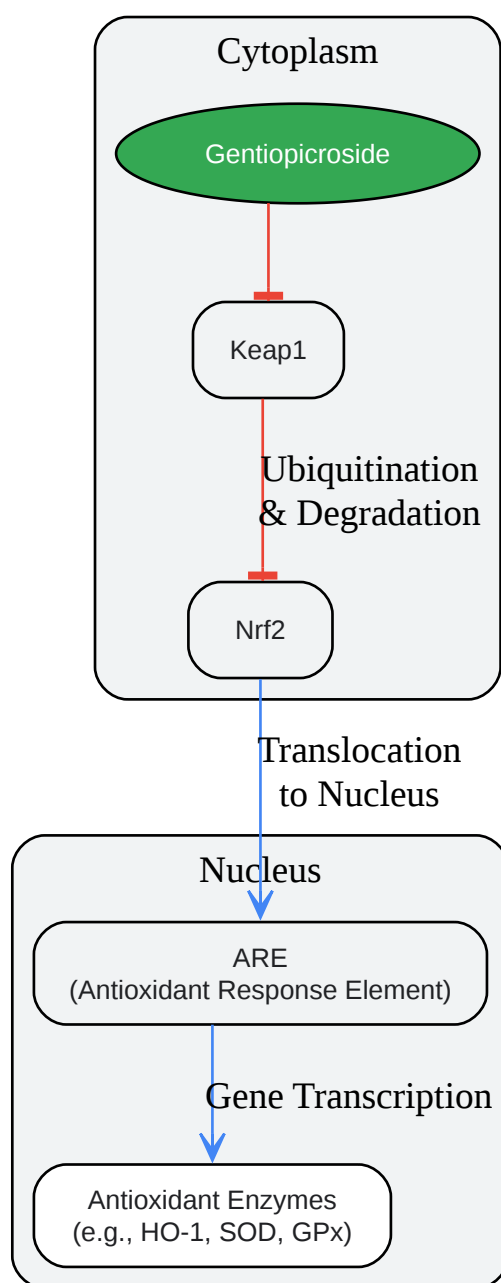 Cytoplasm
Gentiopicroside
Keap1
Ubiquitination
& Degradation
Nrf2
Translocation
to Nucleus
Nucleus
ARE
(Antioxidant Response Element)
Gene Transcription
Antioxidant Enzymes
(e.g., HO-1, SOD, GPx)